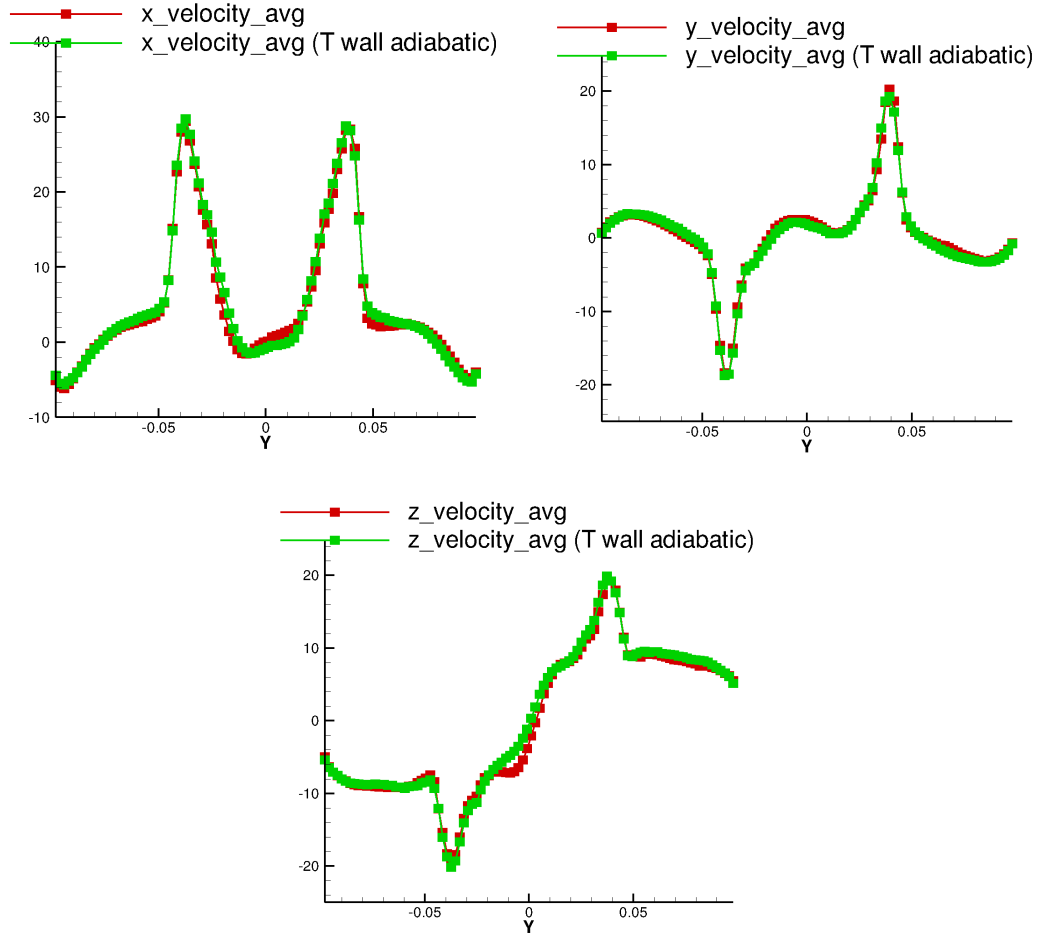 x_velocity_avg
x_velocity_avg (T wall adiabatic)
40
30
20
10
0
-10
-0.05
0
0.05
Y
y_velocity_avg
y_velocity_avg (T wall adiabatic)
20
10
0
-10
-20
-0.05
0
0.05
Y
z_velocity_avg
z_velocity_avg (T wall adiabatic)
20
10
0
-10
-20
-0.05
0
0.05
Y